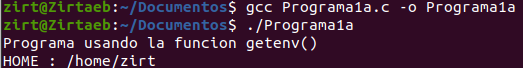 zirt@Zirtaeb:~/Documentos$ gcc Programa1a.c -o Programa1a
zirt@Zirtaeb:~/Documentos$ ./Programa1a
Programa usando la funcion getenv()
HOME : /home/zirt